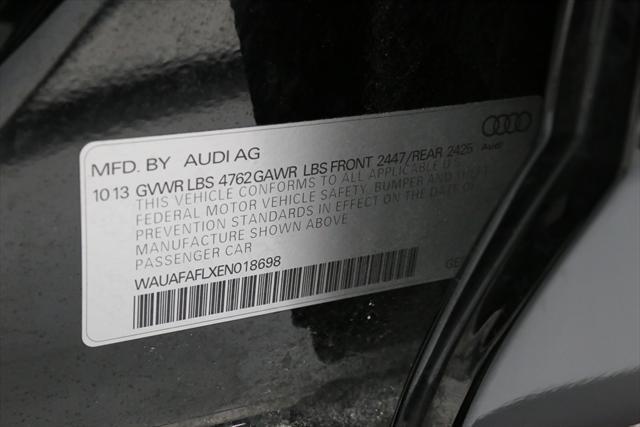 MFD. BY AUDI AG
Audi
10 13 GVWR LBS 4762 GAWR LBS FRONT 2447/REAR 2425
THIS VEHICLE CONFORMS TO ALL APPLICABLE U.S.
FEDERAL MOTOR VEHICLE SAFETY, BUMPER AND THEFT
PREVENTION STANDARDS IN EFFECT ON THE DATE OF
MANUFACTURE SHOWN ABOVE
PASSENGER CAR
WAUAFAFLXEN018698